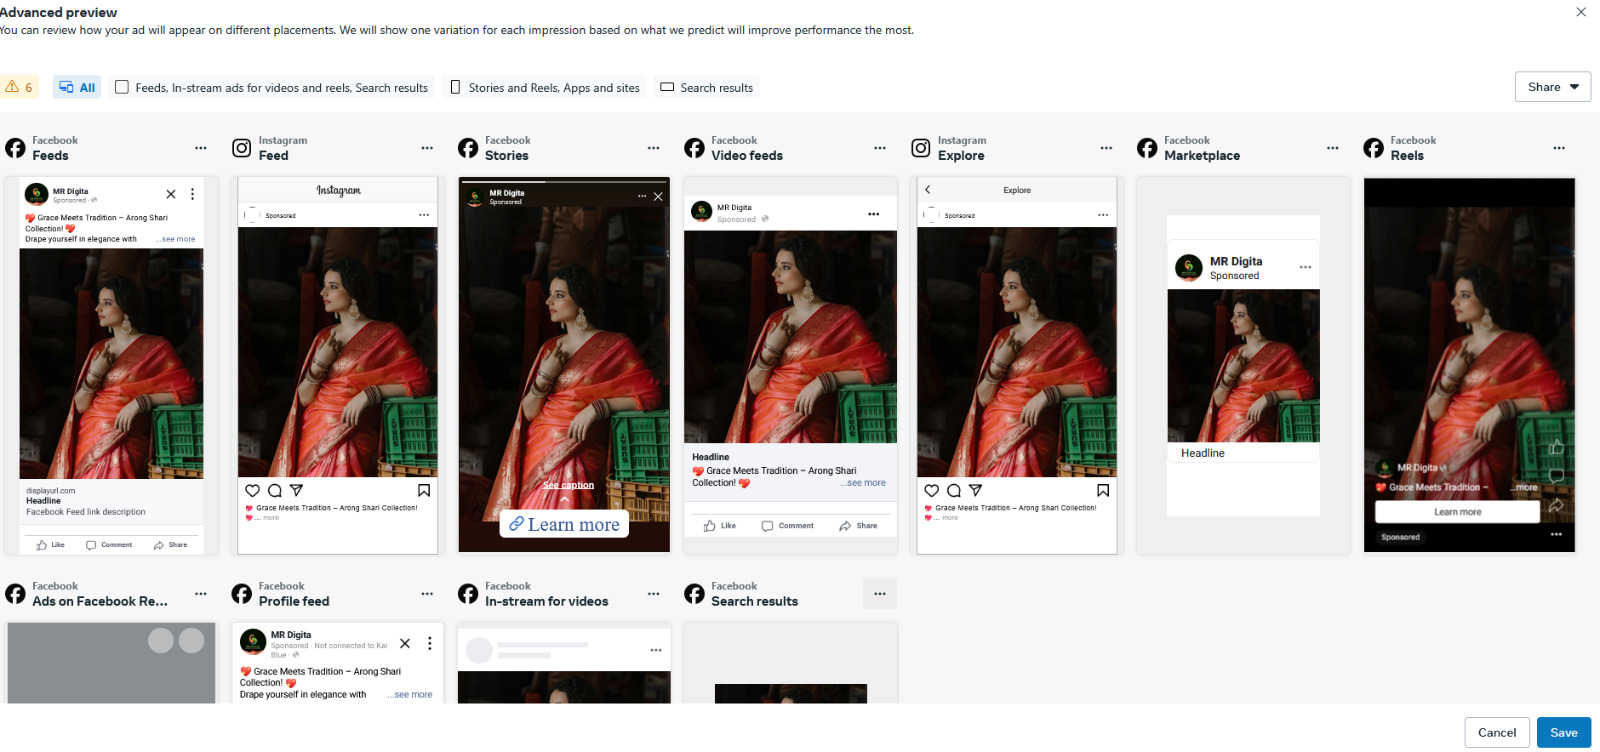 Advanced preview
You can review how your ad will appear on different placements. We will show one variation for each impression based on what we predict will improve performance the most.
6
All
Feeds, In-stream ads for videos and reels, Search results
Stories and Reels, Apps and sites
Search results
Share
Facebook
Feeds
MR Digita
Sponsored ·
Grace Meets Tradition – Arong Shari
Collection!
Drape yourself in elegance with ...see more
SURAT
displayurl.com
Headline
Facebook Feed link description
Like Comment Share
Instagram
Feed
Instagram
Sponsored
SURAT
Grace Meets Tradition – Arong Shari Collection!
... more
Facebook
Stories
MR Digita
Sponsored
SURAT
See caption
Learn more
Facebook
Video feeds
MR Digita
Sponsored ·
SURAT
Headline
Grace Meets Tradition – Arong Shari
Collection! ...see more
Like Comment Share
Instagram
Explore
Explore
Sponsored
SURAT
Grace Meets Tradition – Arong Shari Collection!
... more
Facebook
Marketplace
MR Digita
Sponsored
Headline
Facebook
Reels
MR Digita
Grace Meets Tradition – ...more
Learn more
Sponsored
Facebook
Ads on Facebook Re...
Facebook
Profile feed
MR Digita
Sponsored · Not connected to Kai
Blue ·
Grace Meets Tradition – Arong Shari
Collection!
Drape yourself in elegance with ...see more
Facebook
In-stream for videos
Facebook
Search results
Cancel
Save